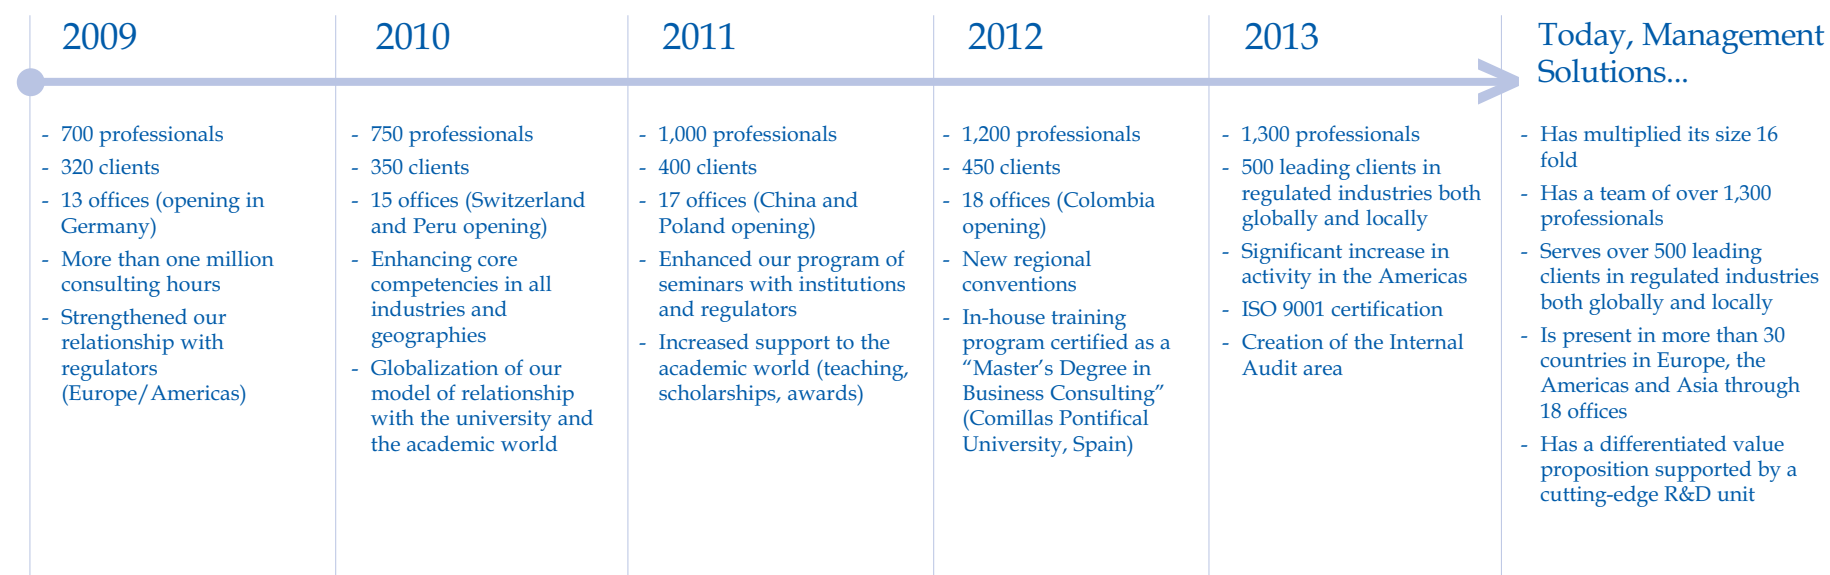 2009
- 700 professionals
- 320 clients
- 13 offices (opening in
Germany)
- More than one million
consulting hours
- Strengthened our
relationship with
regulators
(Europe/Americas)
2010
- 750 professionals
- 350 clients
- 15 offices (Switzerland
and Peru opening)
- Enhancing core
competencies in all
industries and
geographies
- Globalization of our
model of relationship
with the university and
the academic world
2011
- 1,000 professionals
- 400 clients
- 17 offices (China and
Poland opening)
- Enhanced our program of
seminars with institutions
and regulators
- Increased support to the
academic world (teaching,
scholarships, awards)
2012
- 1,200 professionals
- 450 clients
- 18 offices (Colombia
opening)
- New regional
conventions
- In-house training
program certified as a
“Master’s Degree in
Business Consulting”
(Comillas Pontifical
University, Spain)
2013
- 1,300 professionals
- 500 leading clients in
regulated industries both
globally and locally
- Significant increase in
activity in the Americas
- ISO 9001 certification
- Creation of the Internal
Audit area
Today, Management
Solutions...
- Has multiplied its size 16
fold
- Has a team of over 1,300
professionals
- Serves over 500 leading
clients in regulated industries
both globally and locally
- Is present in more than 30
countries in Europe, the
Americas and Asia through
18 offices
- Has a differentiated value
proposition supported by a
cutting-edge R&D unit